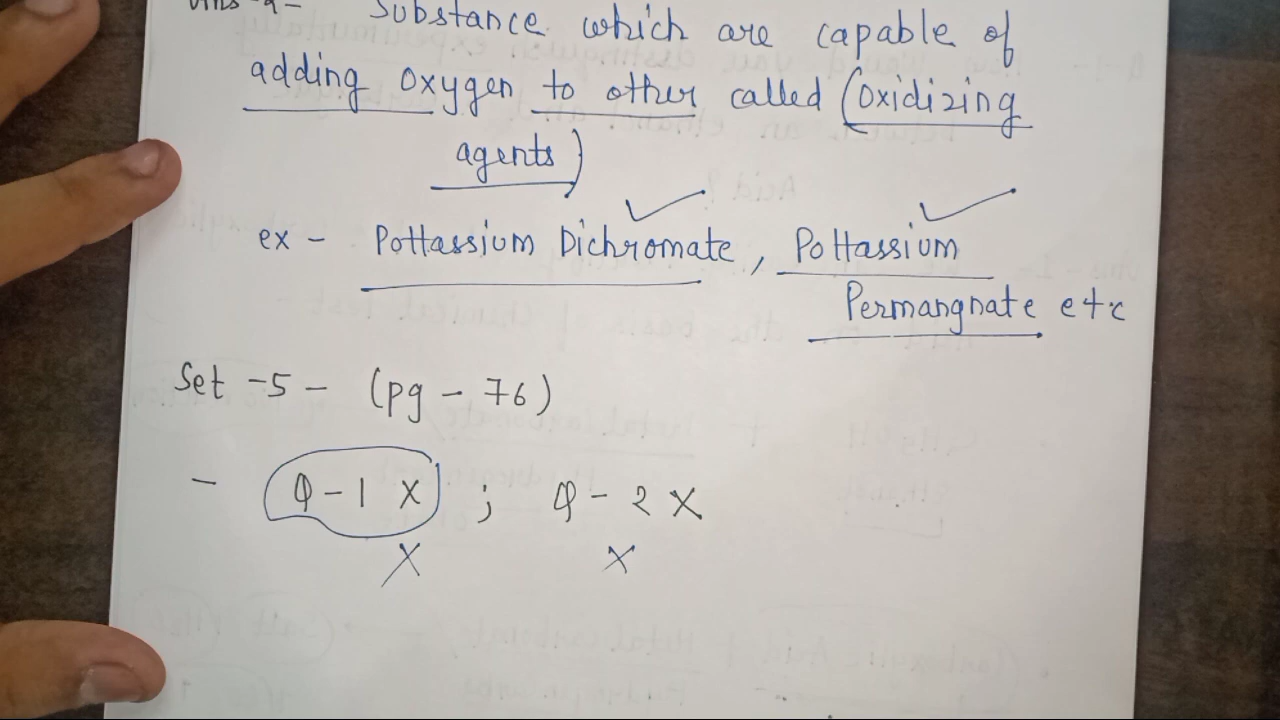 Substance which are capable of
adding oxygen to other called (oxidizing
agents)
ex - Pottassium Dichromate, Pottassium
Permangnate etc
Set -5 - (pg - 76)
- Q-1 X ; Q-2 X
X X